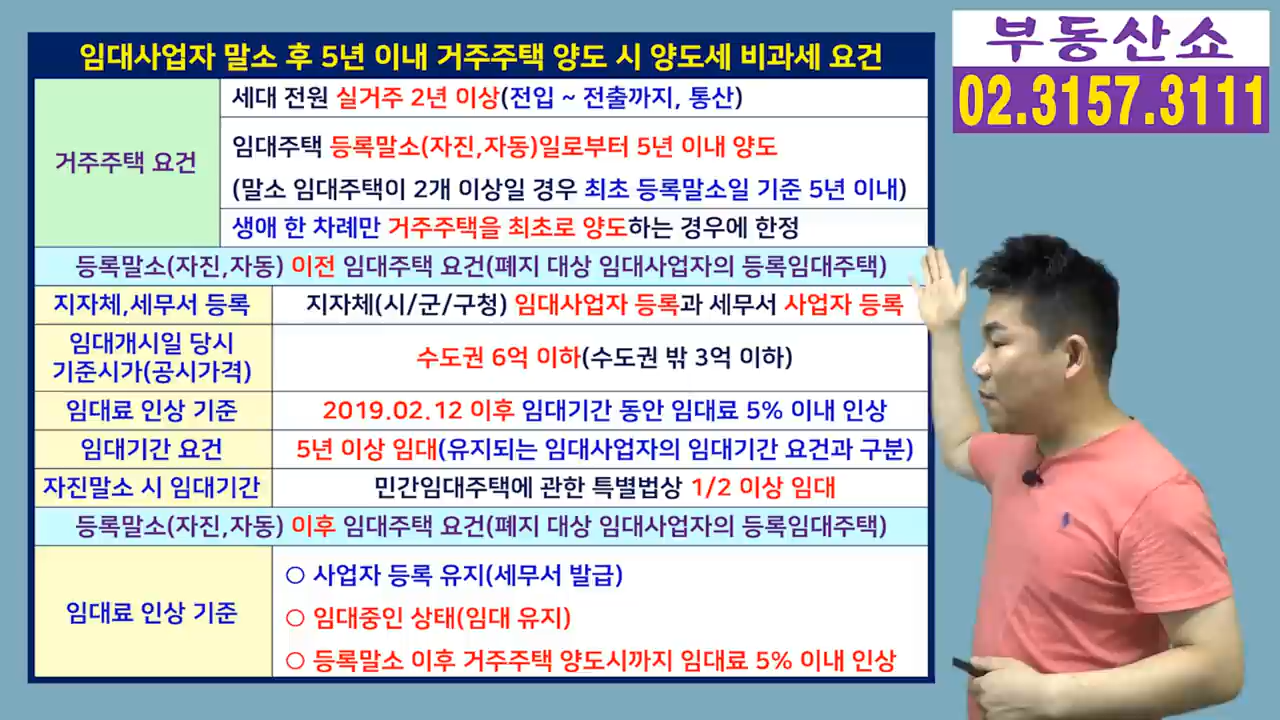 임대사업자 말소 후 5년 이내 거주주택 양도 시 양도세 비과세 요건
부동산쇼
02.3157.3111
거주주택 요건
세대 전원 실거주 2년 이상(전입 ~ 전출까지, 통산)
임대주택 등록말소(자진,자동)일로부터 5년 이내 양도
(말소 임대주택이 2개 이상일 경우 최초 등록말소일 기준 5년 이내)
생애 한 차례만 거주주택을 최초로 양도하는 경우에 한정
등록말소(자진,자동) 이전 임대주택 요건(폐지 대상 임대사업자의 등록임대주택)
지자체,세무서 등록
지자체(시/군/구청) 임대사업자 등록과 세무서 사업자 등록
임대개시일 당시
기준시가(공시가격)
수도권 6억 이하(수도권 밖 3억 이하)
임대료 인상 기준
2019.02.12 이후 임대기간 동안 임대료 5% 이내 인상
임대기간 요건
5년 이상 임대(유지되는 임대사업자의 임대기간 요건과 구분)
자진말소 시 임대기간
민간임대주택에 관한 특별법상 1/2 이상 임대
등록말소(자진,자동) 이후 임대주택 요건(폐지 대상 임대사업자의 등록임대주택)
임대료 인상 기준
○ 사업자 등록 유지(세무서 발급)
○ 임대중인 상태(임대 유지)
○ 등록말소 이후 거주주택 양도시까지 임대료 5% 이내 인상